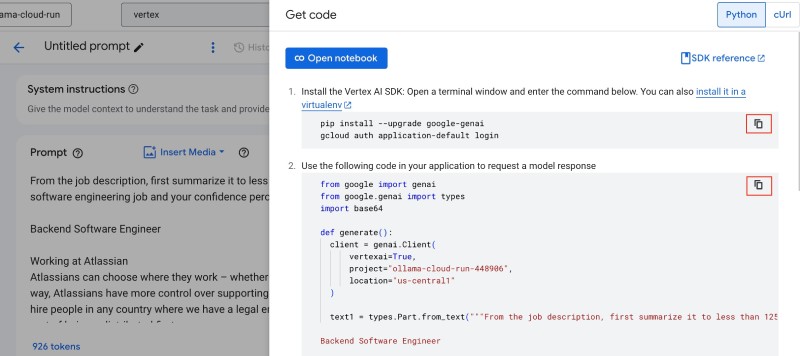 llama-cloud-run
vertex
Get code
Python
cUrl
Untitled prompt
Open notebook
SDK reference
System instructions
Give the model context to understand the task and provide
1. Install the Vertex AI SDK: Open a terminal window and enter the command below. You can also install it in a
virtualenv
pip install --upgrade google-genai
gcloud auth application-default login
Prompt
Insert Media
2. Use the following code in your application to request a model response
From the job description, first summarize it to less
software engineering job and your confidence perc
Backend Software Engineer
Working at Atlassian
Atlassians can choose where they work – whether
way, Atlassians have more control over supporting
hire people in any country where we have a legal e
926 tokens
from google import genai
from google.genai import types
import base64
def generate():
client = genai.Client(
vertexai=True,
project="ollama-cloud-run-448906",
location="us-central1"
)
text1 = types.Part.from_text("""From the job description, first summarize it to less than 125
Backend Software Engineer